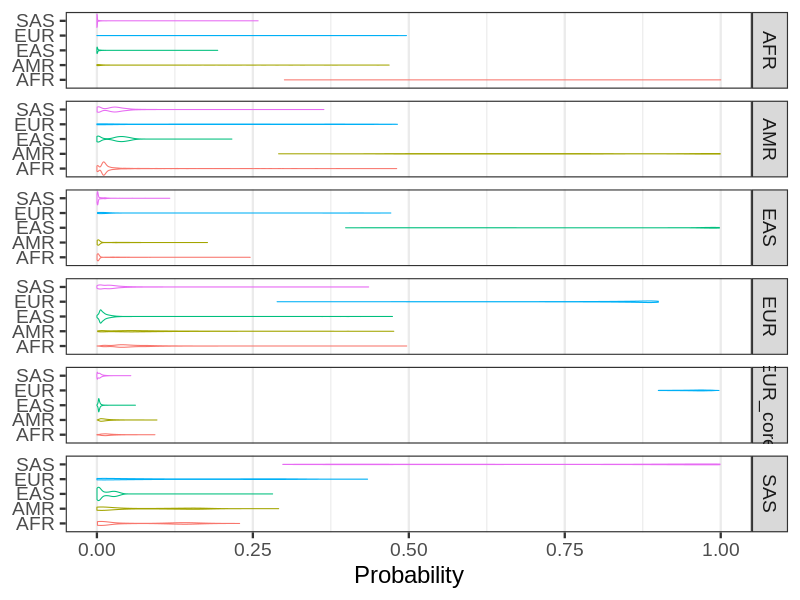 SAS
EUR
EAS
AMR
AFR
AFR
SAS
EUR
EAS
AMR
AFR
AMR
SAS
EUR
EAS
AMR
AFR
EAS
SAS
EUR
EAS
AMR
AFR
EUR
SAS
EUR
EAS
AMR
AFR
EUR_core
SAS
EUR
EAS
AMR
AFR
SAS
0.00 0.25 0.50 0.75 1.00
Probability